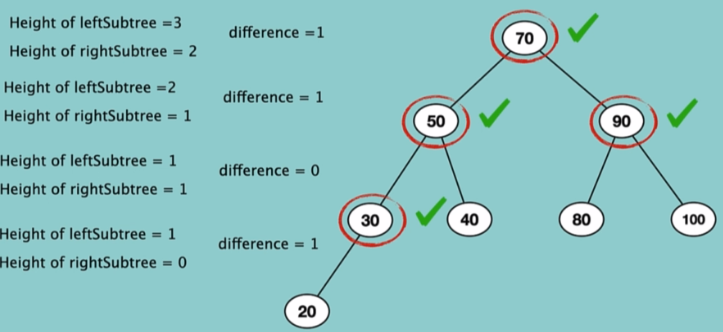 Height of leftSubtree =3
Height of rightSubtree = 2
difference =1
Height of leftSubtree =2
Height of rightSubtree = 1
difference = 1
Height of leftSubtree = 1
Height of rightSubtree = 1
difference = 0
Height of leftSubtree = 1
Height of rightSubtree = 0
difference = 1
70
50
90
30
40
80
100
20